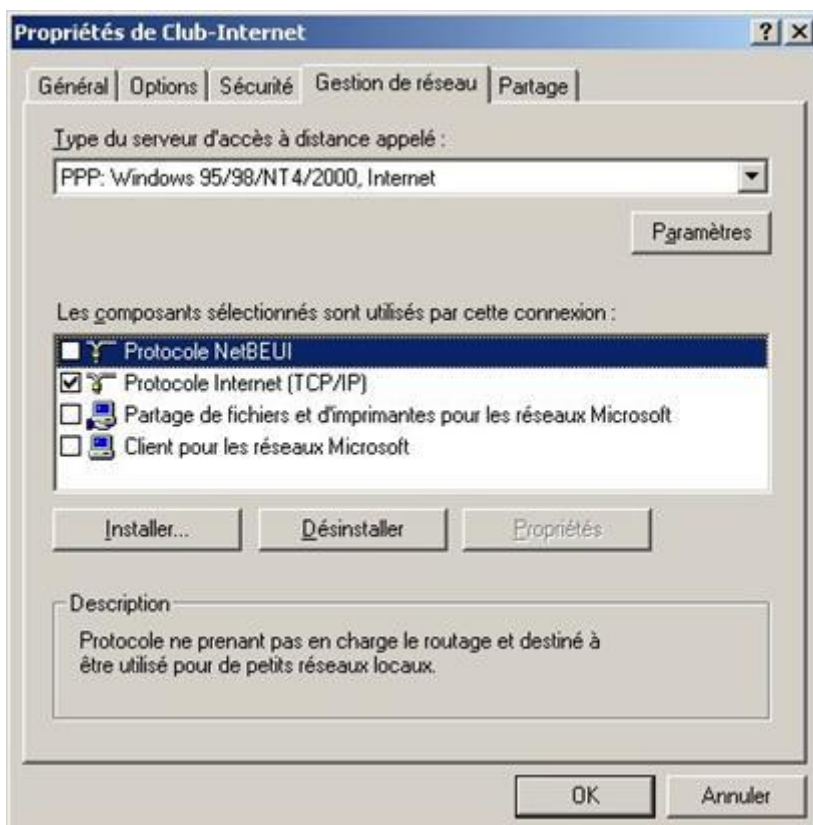 Propriétés de Club-Internet
Général Options Sécurité Gestion de réseau Partage
Type du serveur d'accès à distance appelé :
PPP: Windows 95/98/NT4/2000, Internet
Paramètres
Les composants sélectionnés sont utilisés par cette connexion :
Protocole NetBEUI
Protocole Internet (TCP/IP)
Partage de fichiers et d'imprimantes pour les réseaux Microsoft
Client pour les réseaux Microsoft
Installer... Désinstaller Propriétés
Description
Protocole ne prenant pas en charge le routage et destiné à
être utilisé pour de petits réseaux locaux.
OK Annuler